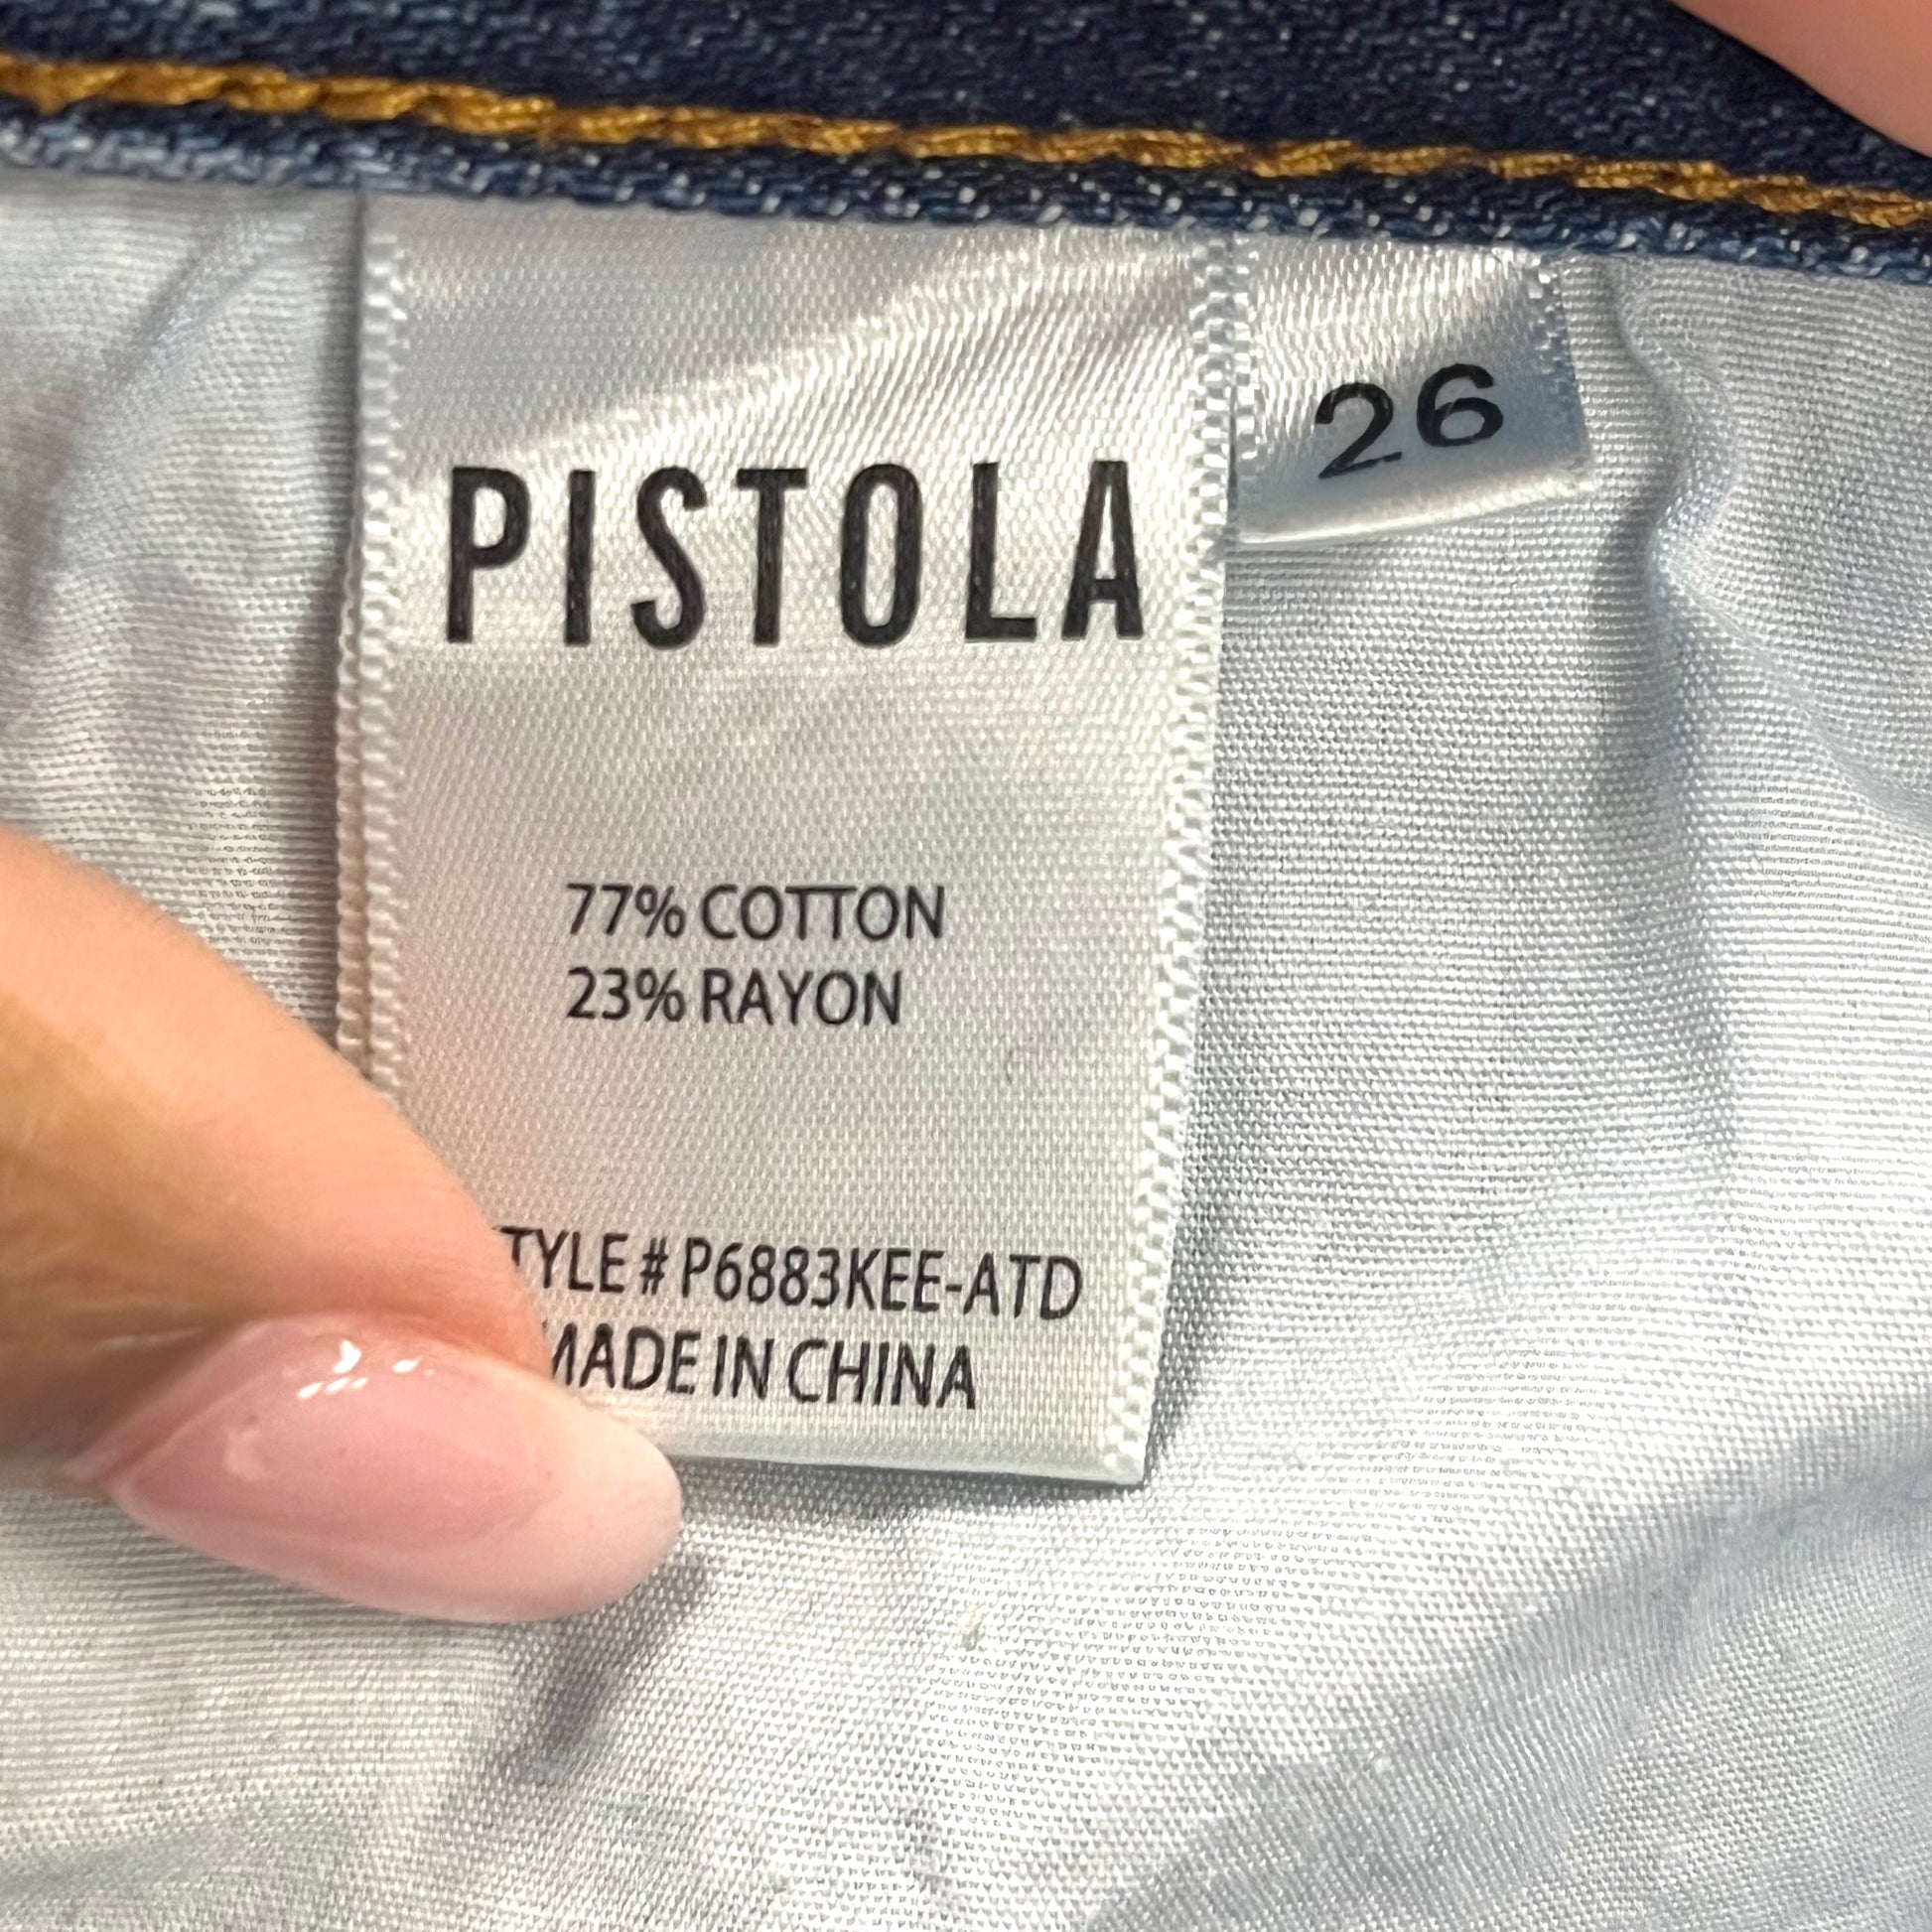 PISTOLA
26
77% COTTON
23% RAYON
TYLE # P6883KEE-ATD
MADE IN CHINA